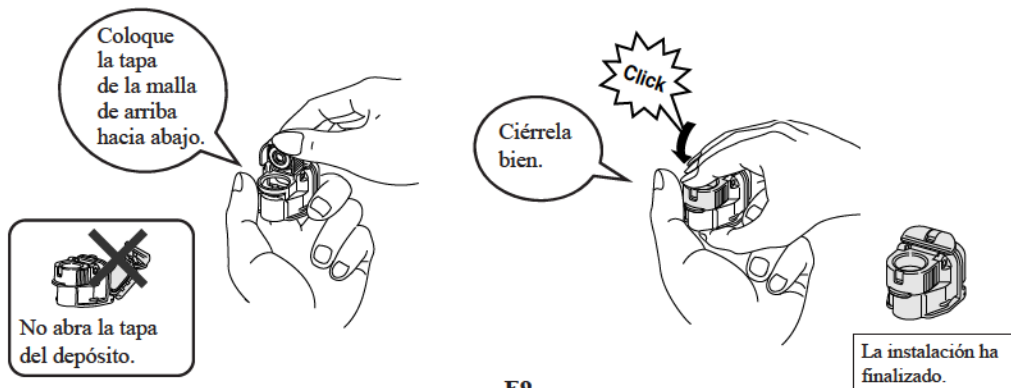 Coloque
la tapa
de la malla
de arriba
hacia abajo.
Click
Ciérrela
bien.
No abra la tapa
del depósito.
La instalación ha
finalizado.